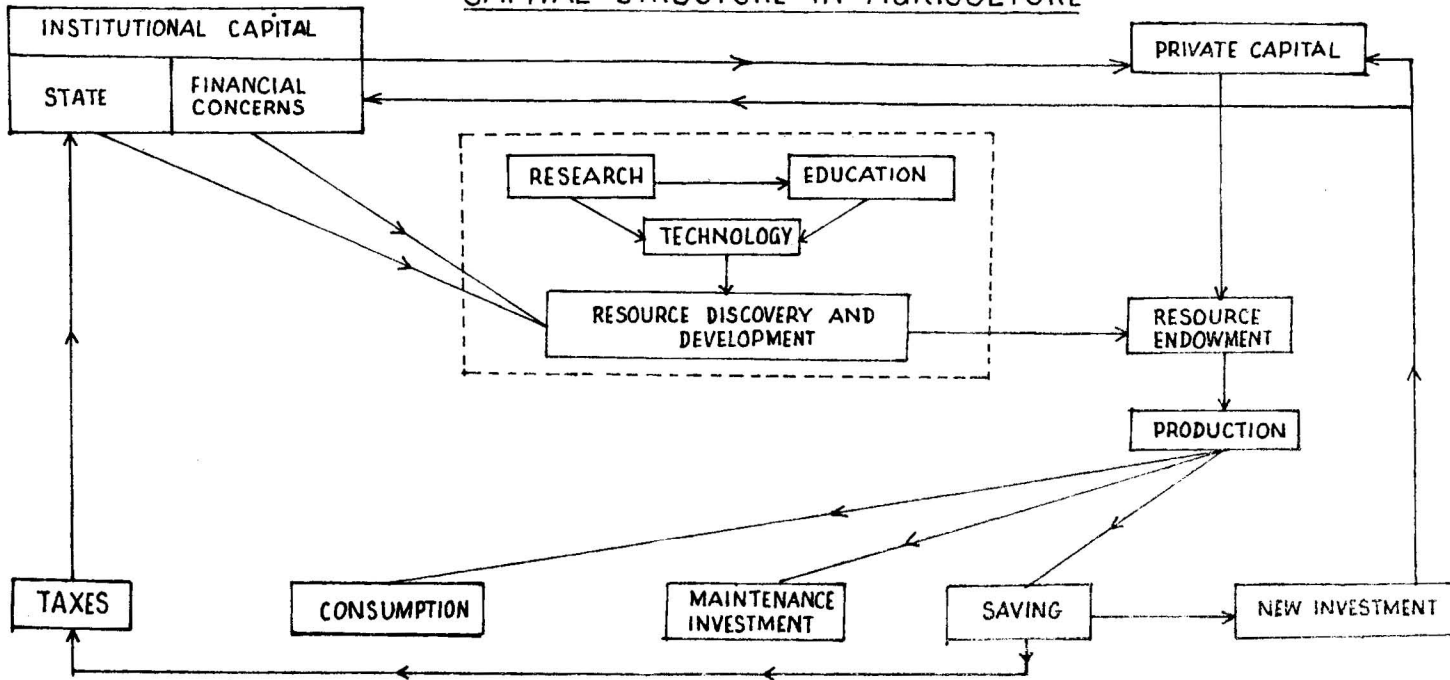 CAPITAL STRUCTURE IN AGRICULTURE
INSTITUTIONAL CAPITAL
STATE
FINANCIAL
CONCERNS
PRIVATE CAPITAL
RESEARCH
EDUCATION
TECHNOLOGY
RESOURCE DISCOVERY AND
DEVELOPMENT
RESOURCE
ENDOWMENT
PRODUCTION
TAXES
CONSUMPTION
MAINTENANCE
INVESTMENT
SAVING
NEW INVESTMENT